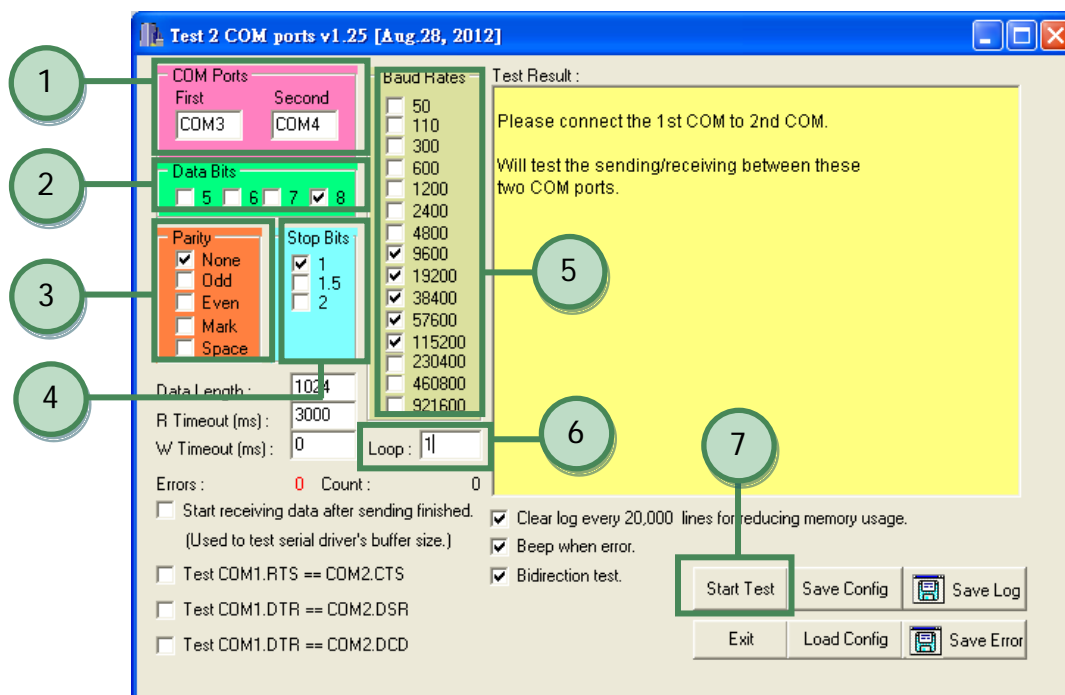 Test 2 COM ports v1.25 [Aug.28, 2012]
1
COM Ports
First Second
COM3 COM4
2
Data Bits
5 6 7 8
3
Parity
None
Odd
Even
Mark
Space
4
Stop Bits
1
1.5
2
Baud Rates
50
110
300
600
1200
2400
4800
9600
19200
38400
57600
115200
230400
460800
921600
5
Test Result :
Please connect the 1st COM to 2nd COM.
Will test the sending/receiving between these
two COM ports.
Data Length : 1024
R Timeout (ms) : 3000
W Timeout (ms) : 0
Loop : 1
6
7
Errors : 0 Count : 0
Start receiving data after sending finished.
(Used to test serial driver's buffer size.)
Test COM1.RTS == COM2.CTS
Test COM1.DTR == COM2.DSR
Test COM1.DTR == COM2.DCD
Clear log every 20,000 lines for reducing memory usage.
Beep when error.
Bidirection test.
Start Test Save Config Save Log
Exit Load Config Save Error